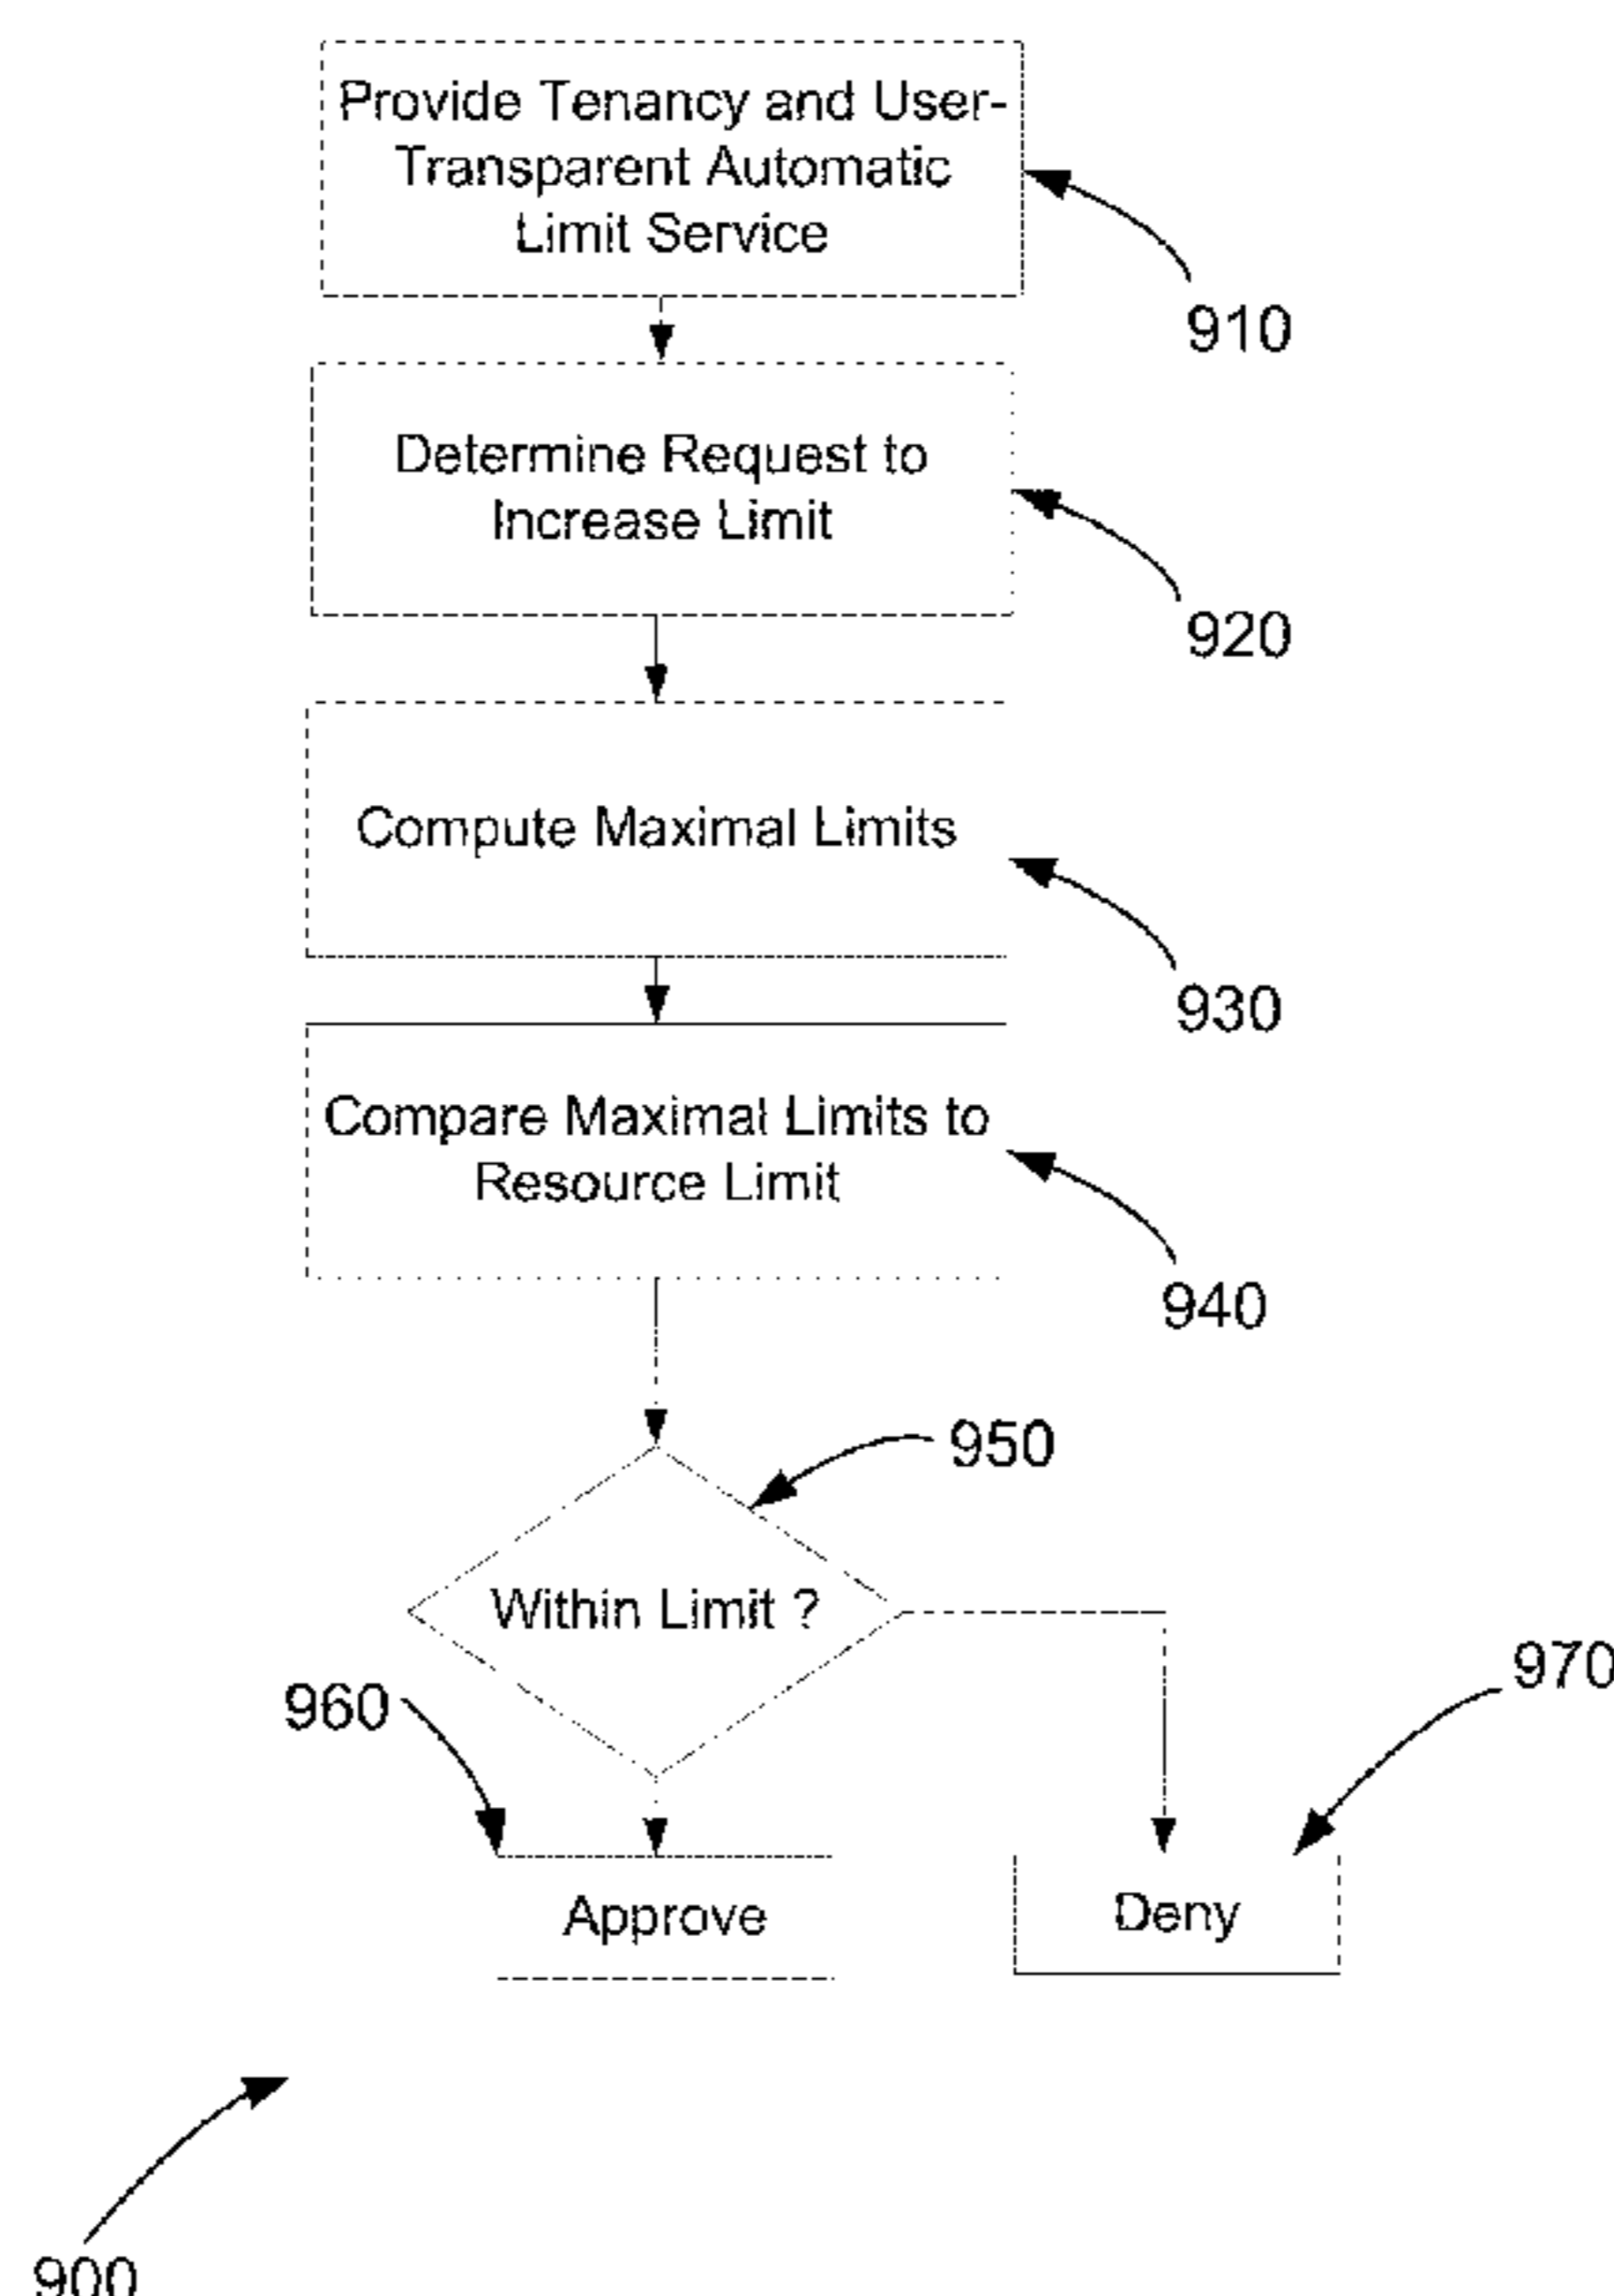 Provide Tenancy and User-
Transparent Automatic
Limit Service
910
Determine Request to
Increase Limit
920
Compute Maximal Limits
930
Compare Maximal Limits to
Resource Limit
940
950
Within Limit ?
960
970
Approve
Deny
900